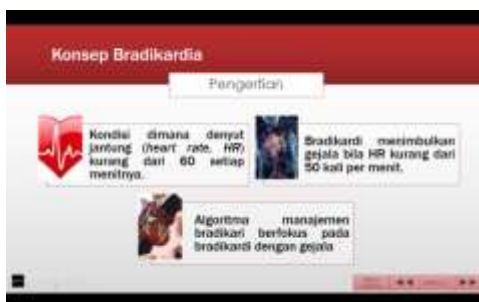 Konsep Bradikardia
Pengertian
Kondisi dimana denyut
jantung (heart rate, HR)
kurang dari 60 setiap
menitnya.
Bradikardi menimbulkan
gejala bila HR kurang dari
50 kali per menit.
Algoritma manajemen
bradikari berfokus pada
bradikardi dengan gejala